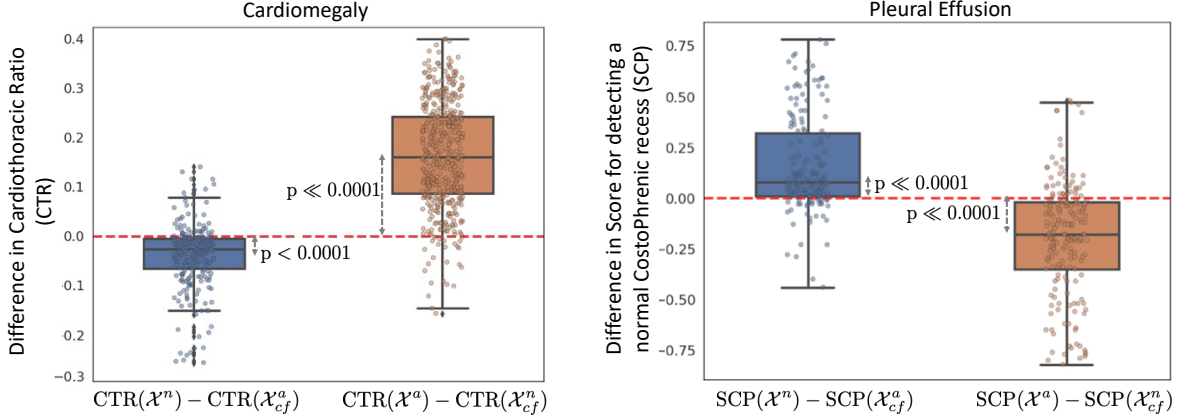 Cardiomegaly
Difference in Cardiothoracic Ratio
(CTR)
0.4
0.3
0.2
0.1
0.0
0.1
0.2
-0.3
p ≪ 0.0001
p < 0.0001
CTR(𝒳ⁿ) − CTR(𝒳ᵃ_cf)
CTR(𝒳ᵃ) − CTR(𝒳ⁿ_cf)
Pleural Effusion
Difference in Score for detecting a
normal CostoPhrenic recess (SCP)
0.75
0.50
0.25
0.00
−0.25
−0.50
−0.75
p ≪ 0.0001
p ≪ 0.0001
SCP(𝒳ⁿ) − SCP(𝒳ᵃ_cf)
SCP(𝒳ᵃ) − SCP(𝒳ⁿ_cf)